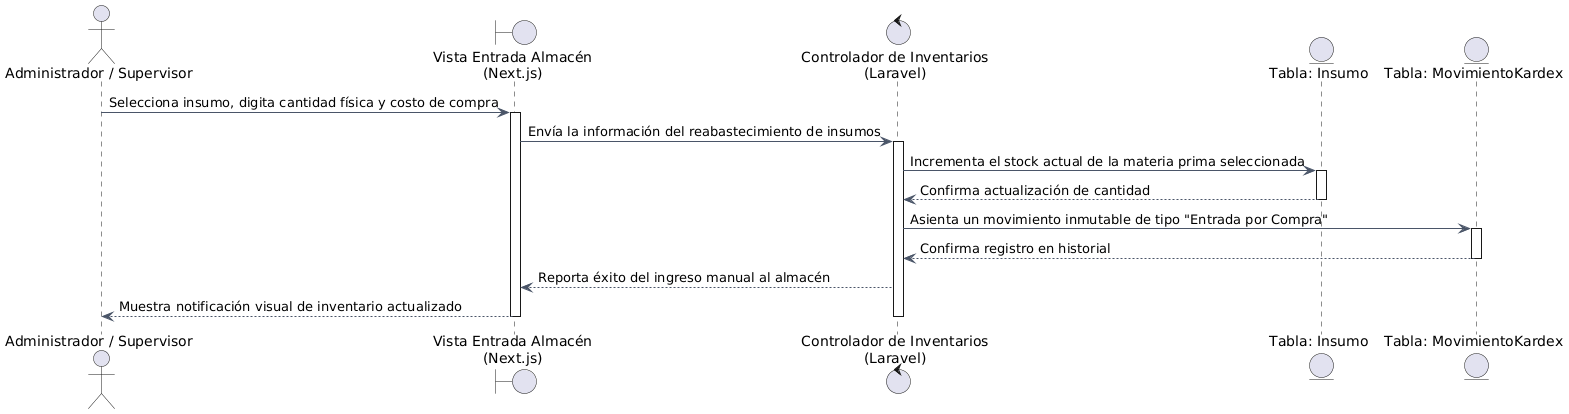 Administrador / Supervisor
Vista Entrada Almacén
(Next.js)
Controlador de Inventarios
(Laravel)
Tabla: Insumo
Tabla: MovimientoKardex
Selecciona insumo, digita cantidad física y costo de compra
Envía la información del reabastecimiento de insumos
Incrementa el stock actual de la materia prima seleccionada
Confirma actualización de cantidad
Asienta un movimiento inmutable de tipo "Entrada por Compra"
Confirma registro en historial
Reporta éxito del ingreso manual al almacén
Muestra notificación visual de inventario actualizado
Administrador / Supervisor
Vista Entrada Almacén
(Next.js)
Controlador de Inventarios
(Laravel)
Tabla: Insumo
Tabla: MovimientoKardex